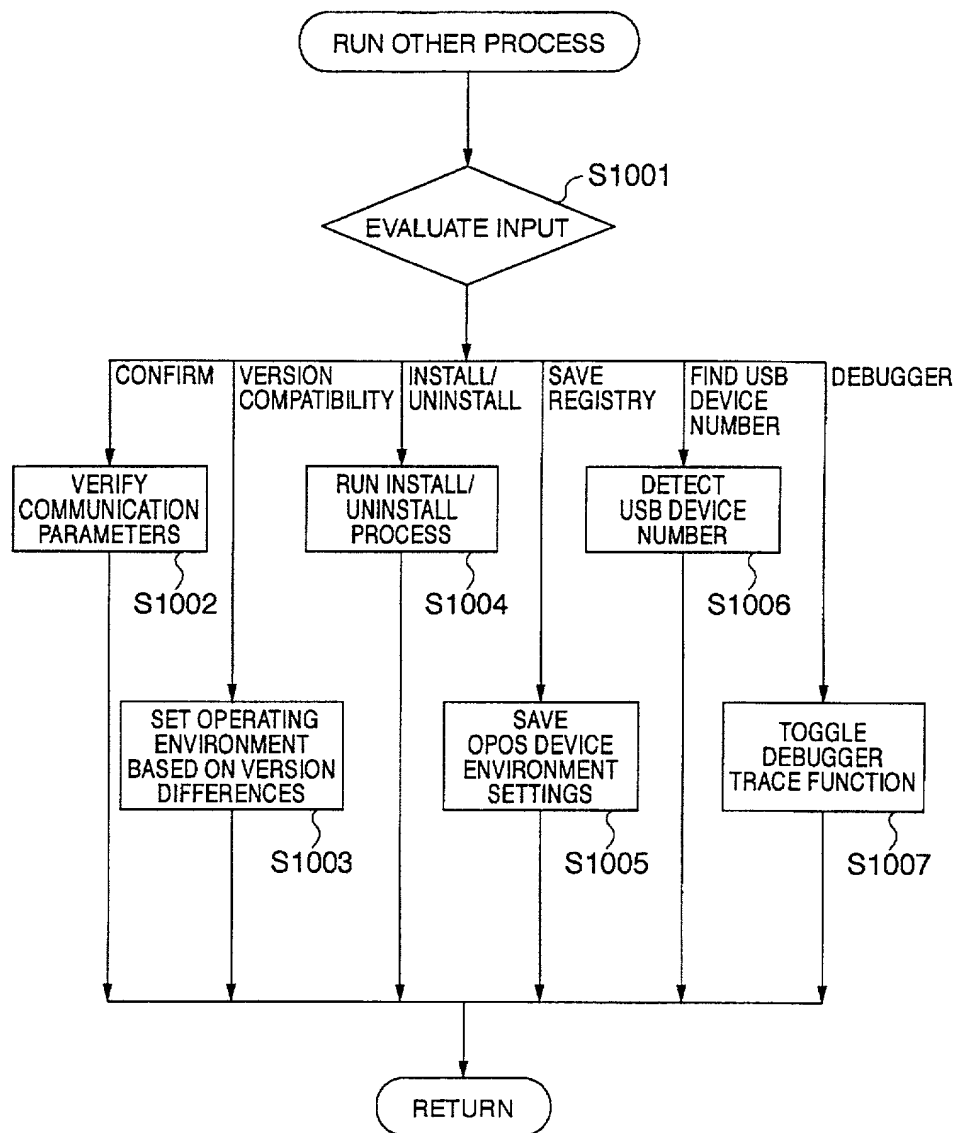 RUN OTHER PROCESS
S1001
EVALUATE INPUT
CONFIRM
VERSION
COMPATIBILITY
INSTALL/
UNINSTALL
SAVE
REGISTRY
FIND USB
DEVICE
NUMBER
DEBUGGER
VERIFY
COMMUNICATION
PARAMETERS
S1002
RUN INSTALL/
UNINSTALL
PROCESS
S1004
DETECT
USB DEVICE
NUMBER
S1006
SET OPERATING
ENVIRONMENT
BASED ON VERSION
DIFFERENCES
S1003
SAVE
OPOS DEVICE
ENVIRONMENT
SETTINGS
S1005
TOGGLE
DEBUGGER
TRACE FUNCTION
S1007
RETURN